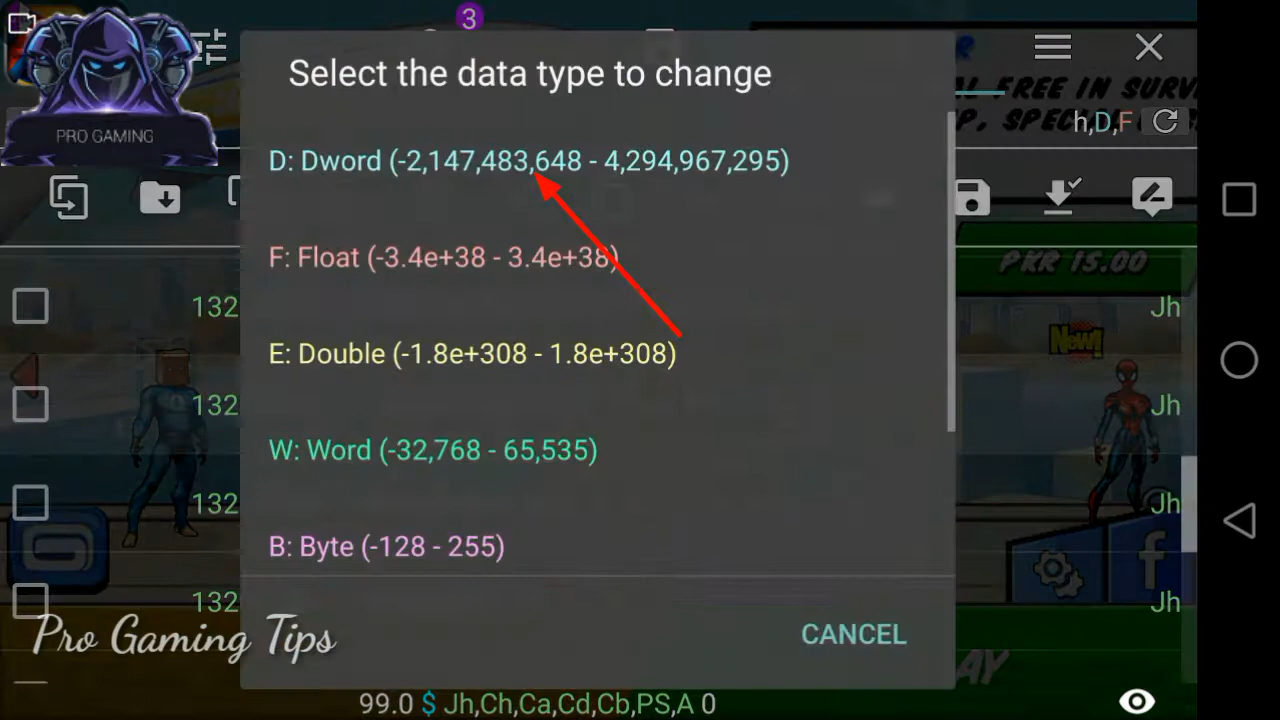 3
Select the data type to change
PRO GAMING
FREE IN SURV
h,D,F
D: Dword (-2,147,483,648 - 4,294,967,295)
F: Float (-3.4e+38 - 3.4e+38)
PKR 15.00
132
Jh
New!
E: Double (-1.8e+308 - 1.8e+308)
132
Jh
W: Word (-32,768 - 65,535)
132
Jh
B: Byte (-128 - 255)
f
132
Jh
Pro Gaming Tips
CANCEL
99.0 $ Jh,Ch,Ca,Cd,Cb,PS,A 0